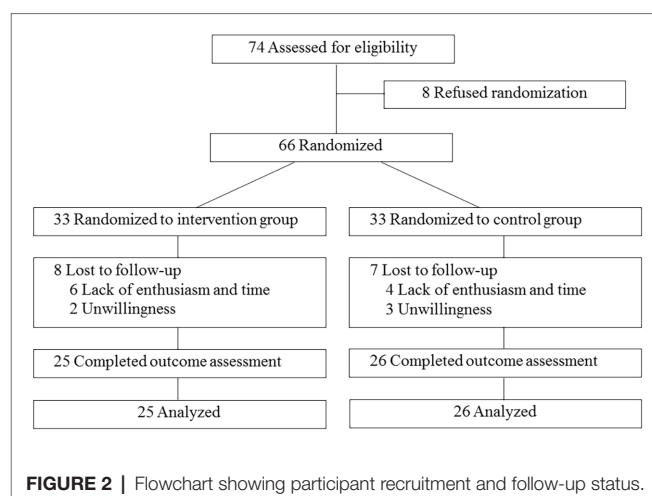 74 Assessed for eligibility
8 Refused randomization
66 Randomized
33 Randomized to intervention group
33 Randomized to control group
8 Lost to follow-up
6 Lack of enthusiasm and time
2 Unwillingness
7 Lost to follow-up
4 Lack of enthusiasm and time
3 Unwillingness
25 Completed outcome assessment
26 Completed outcome assessment
25 Analyzed
26 Analyzed
FIGURE 2 | Flowchart showing participant recruitment and follow-up status.